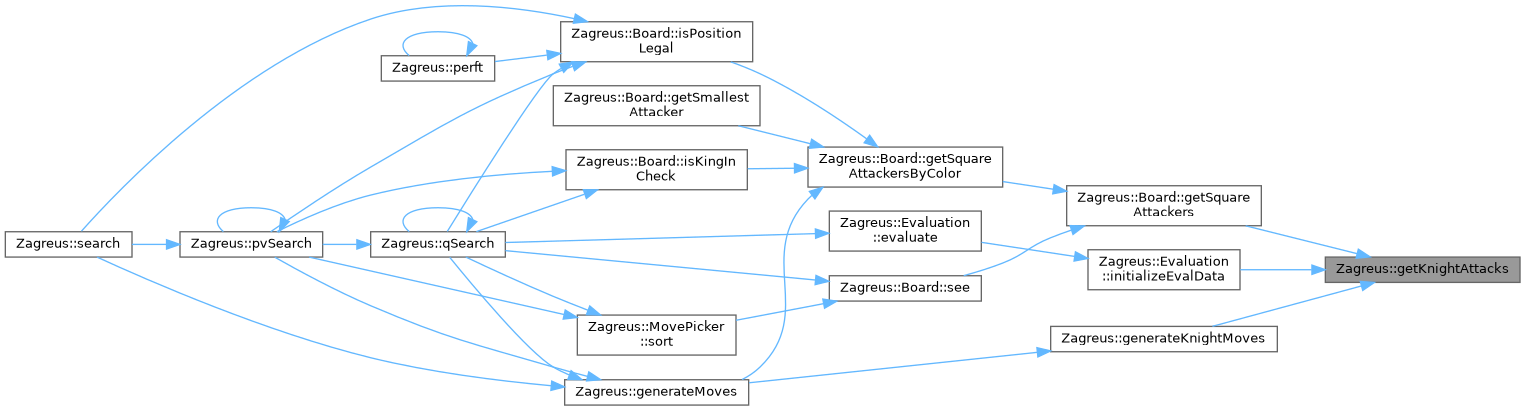 Zagreus::Board::isPosition
Legal
Zagreus::perft
Zagreus::Board::getSmallest
Attacker
Zagreus::Board::getSquare
AttackersByColor
Zagreus::Board::isKingIn
Check
Zagreus::Board::getSquare
Attackers
Zagreus::search
Zagreus::pvSearch
Zagreus::qSearch
Zagreus::Evaluation
::evaluate
Zagreus::Evaluation
::initializeEvalData
Zagreus::getKnightAttacks
Zagreus::Board::see
Zagreus::MovePicker
::sort
Zagreus::generateKnightMoves
Zagreus::generateMoves